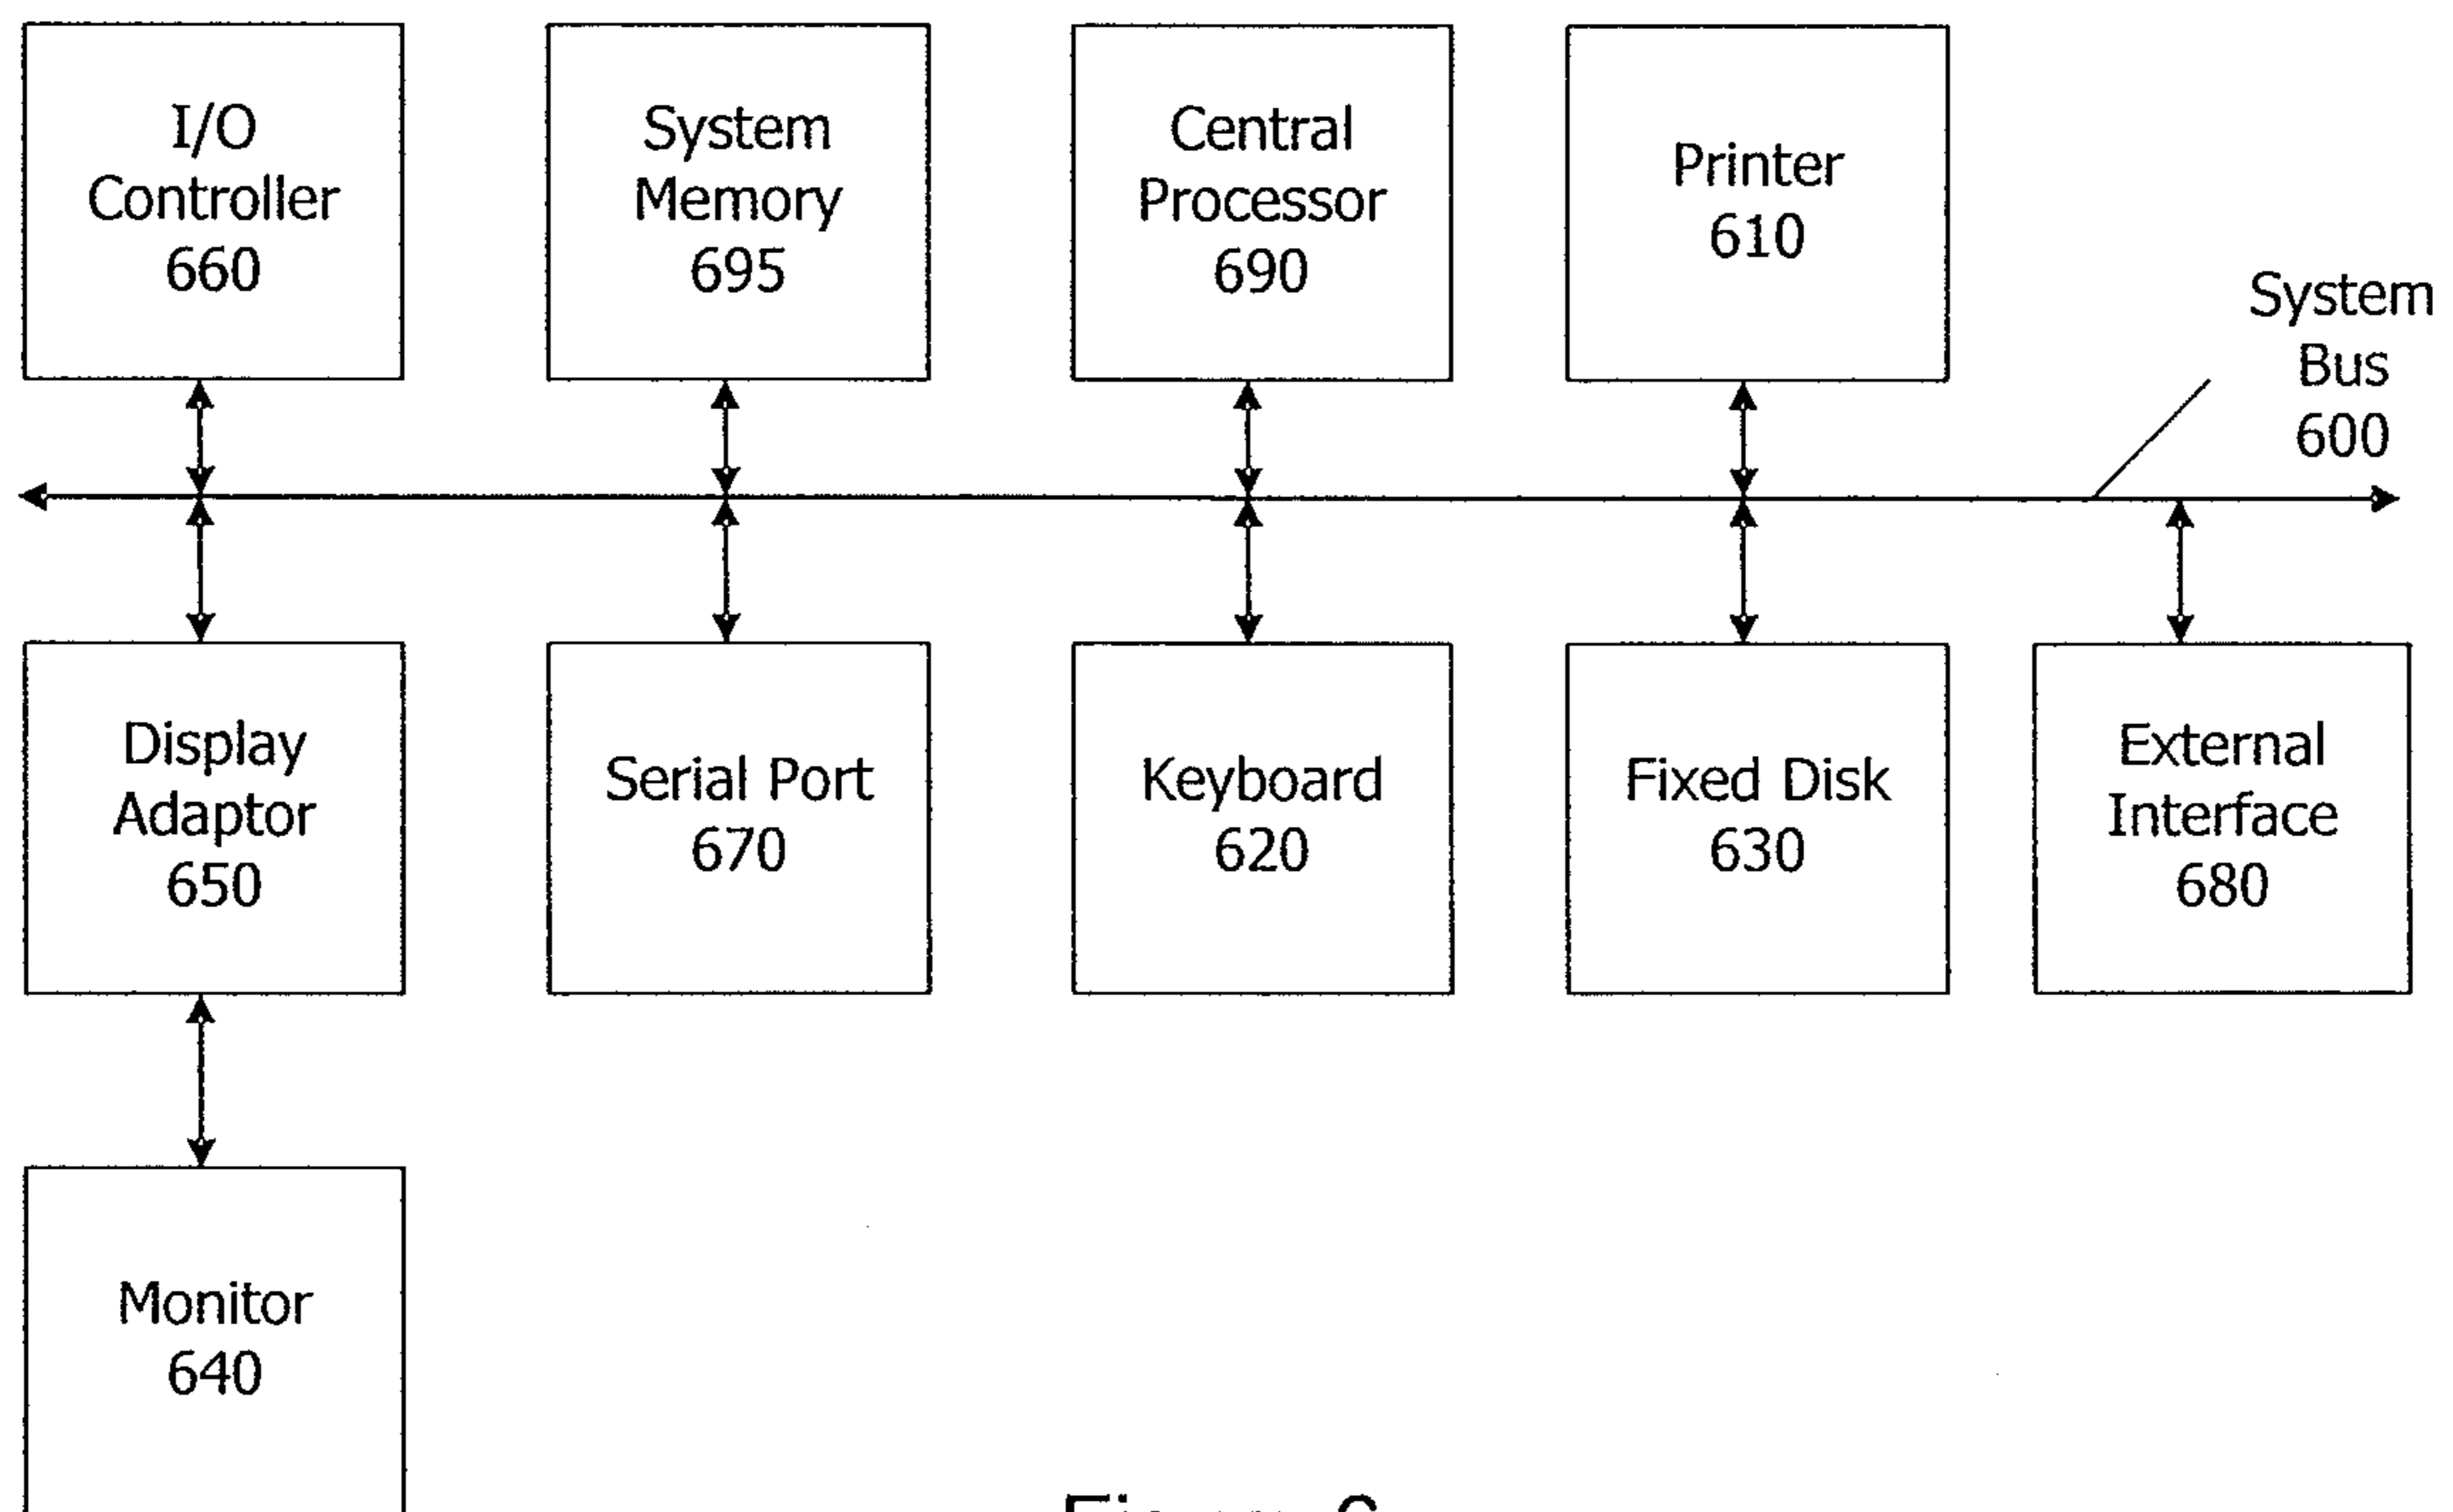 I/O
Controller
660
System
Memory
695
Central
Processor
690
Printer
610
System
Bus
600
Display
Adaptor
650
Serial Port
670
Keyboard
620
Fixed Disk
630
External
Interface
680
Monitor
640